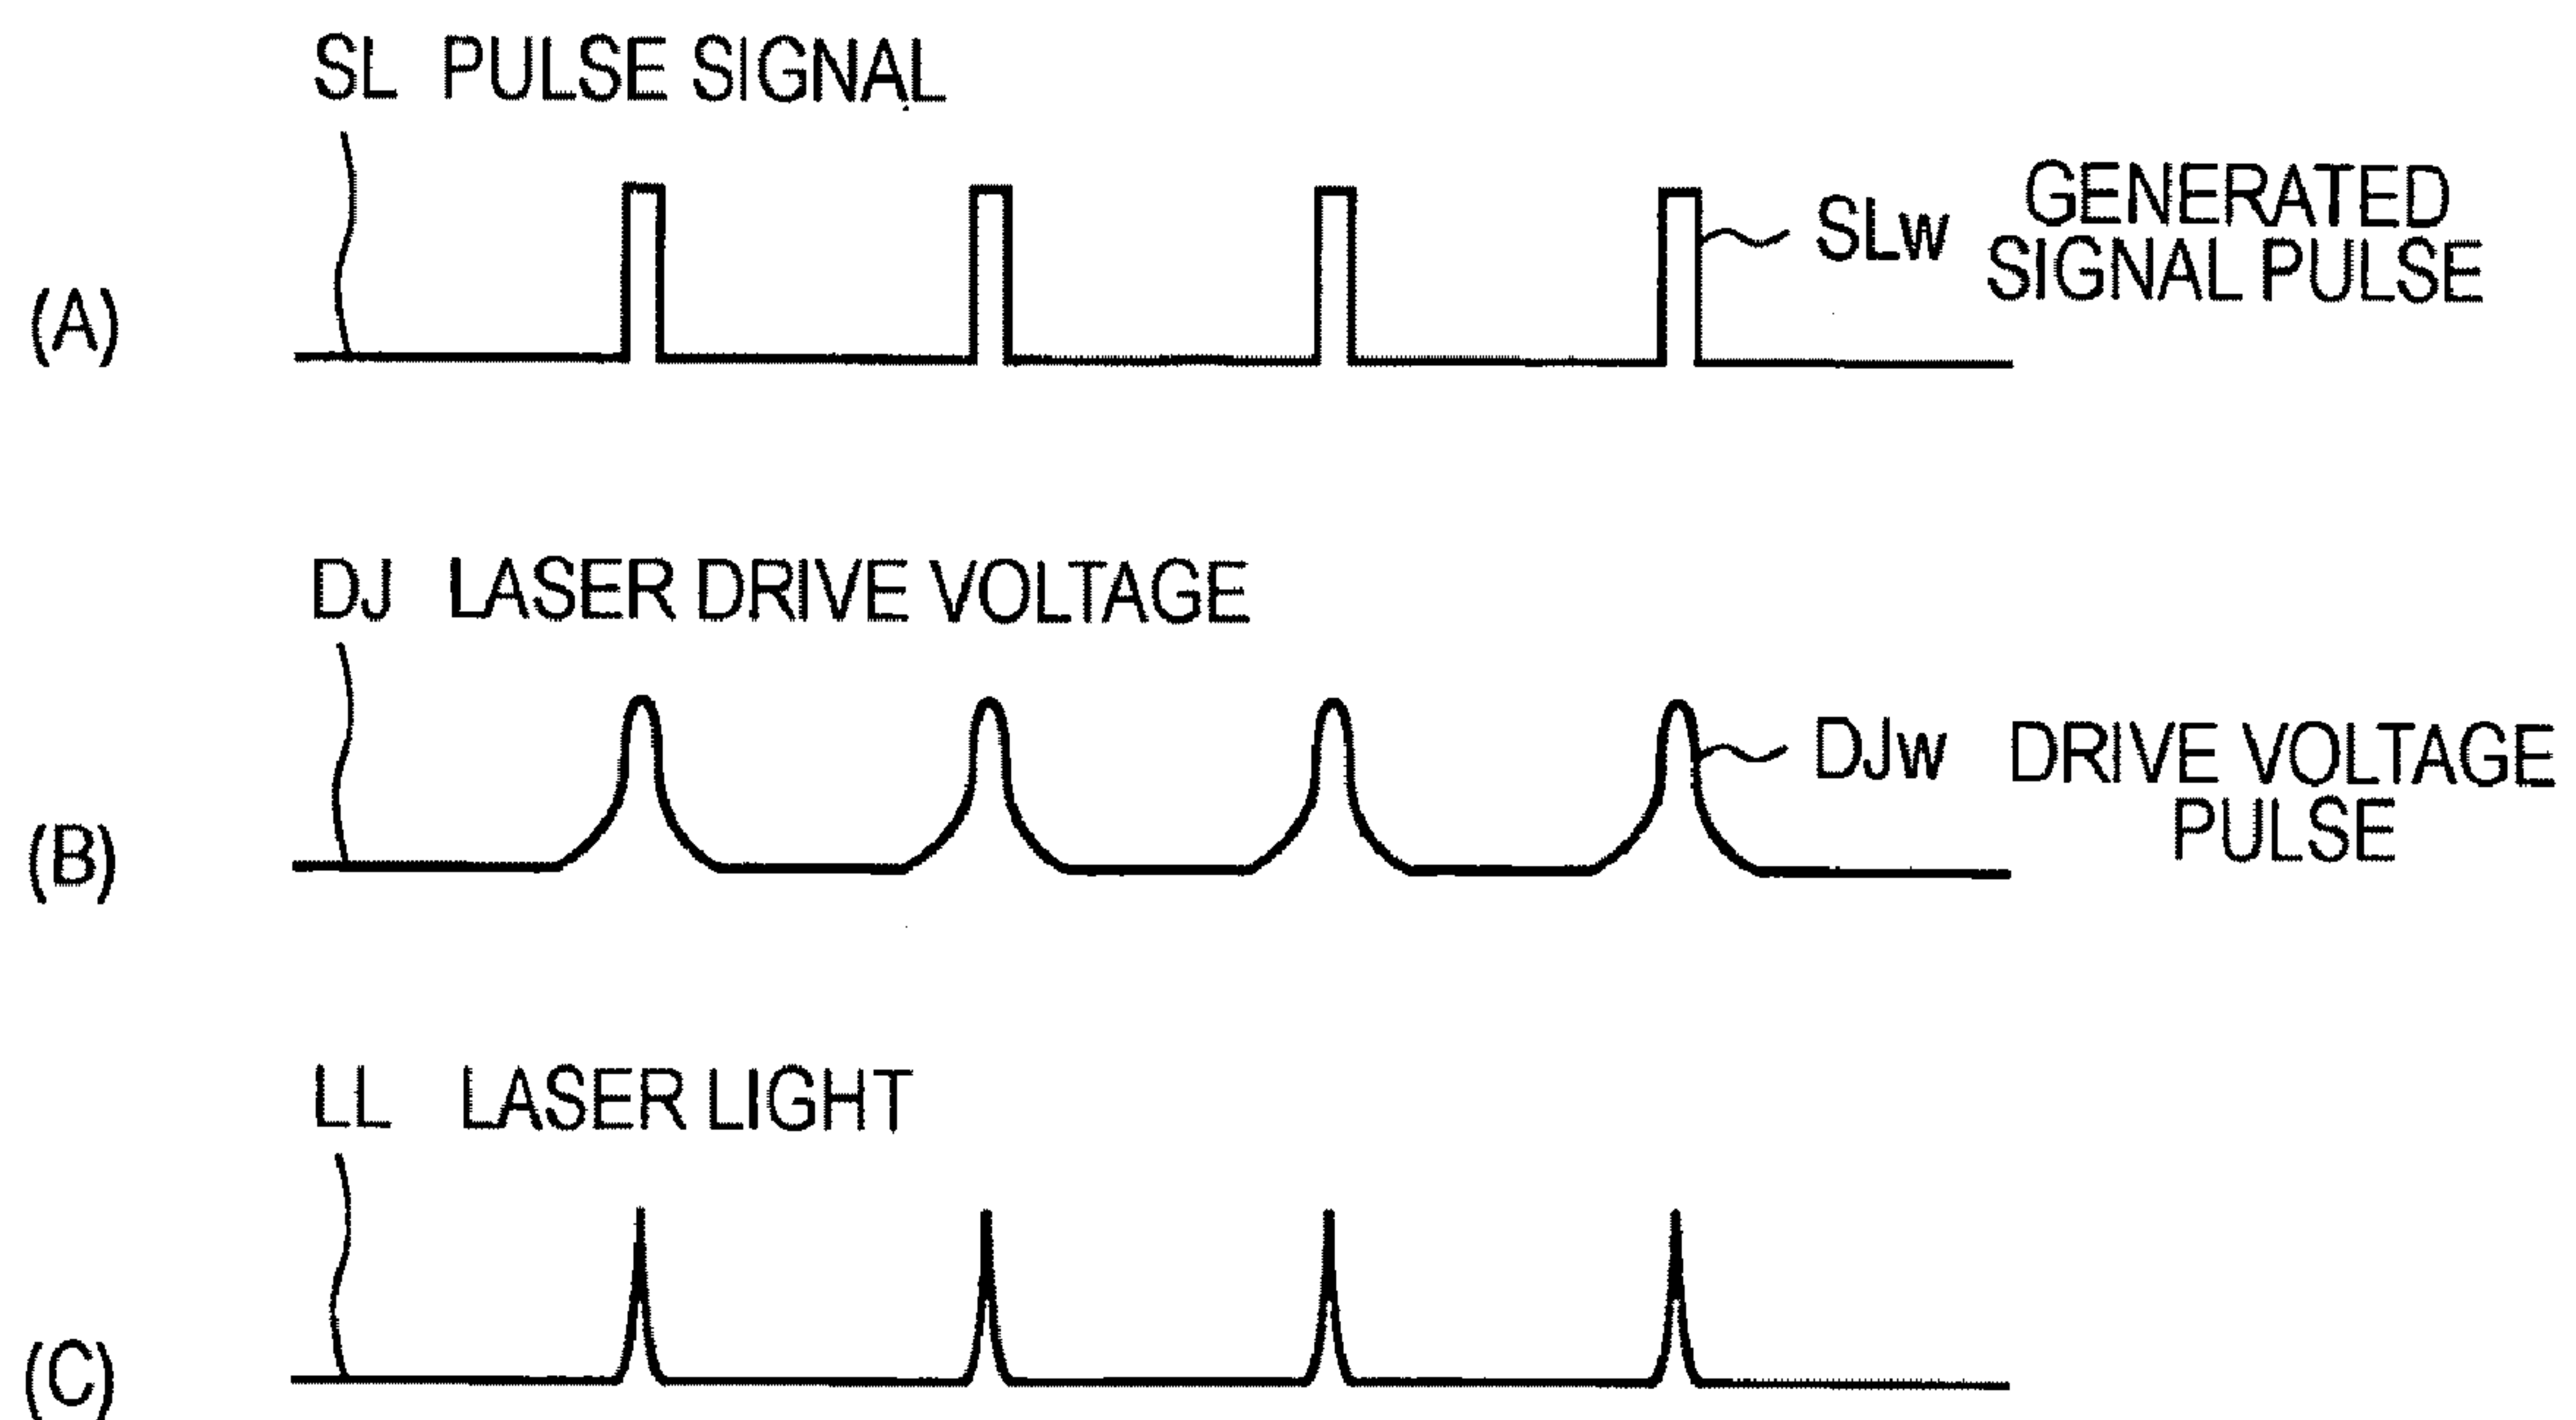 SL PULSE SIGNAL
(A)
SLw GENERATED
SIGNAL PULSE
DJ LASER DRIVE VOLTAGE
(B)
DJw DRIVE VOLTAGE
PULSE
LL LASER LIGHT
(C)